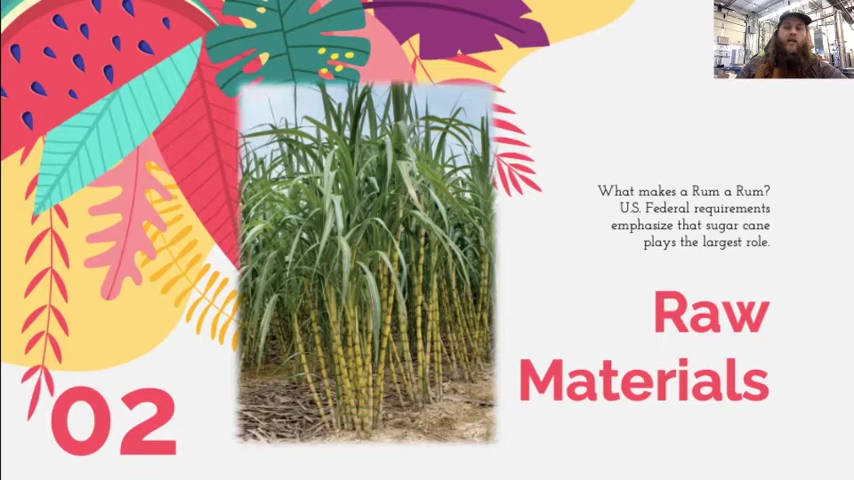 What makes a Rum a Rum?
U.S. Federal requirements
emphasize that sugar cane
plays the largest role.
Raw
Materials
02